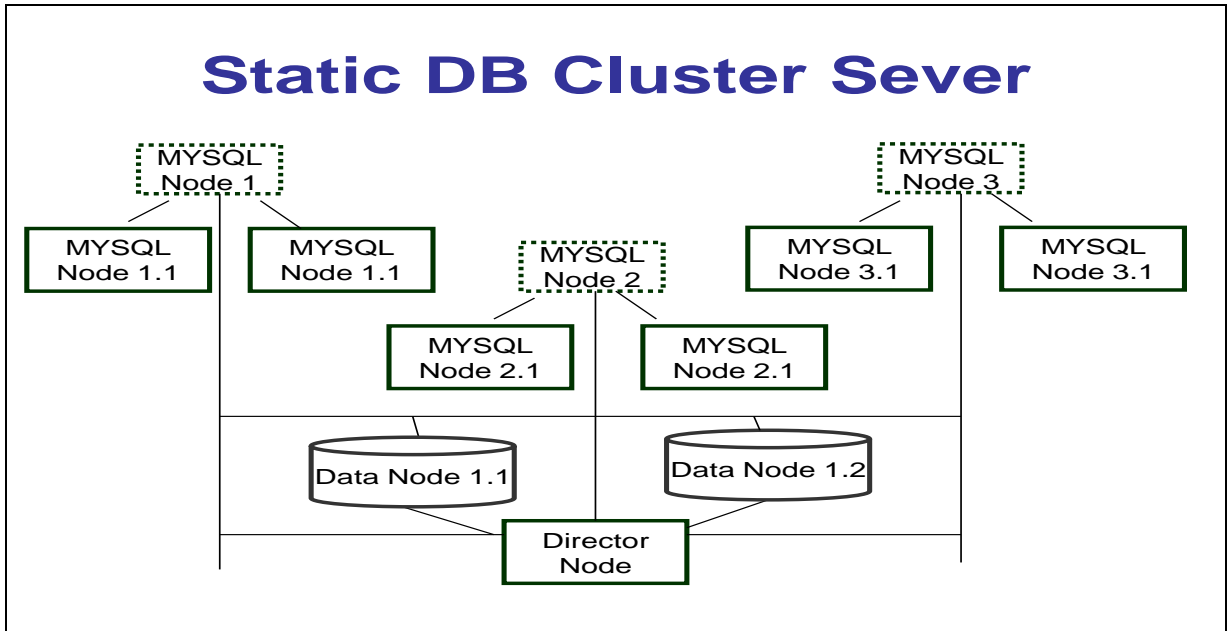 Static DB Cluster Sever
MYSQL
Node 1
MYSQL
Node 3
MYSQL
Node 1.1
MYSQL
Node 1.1
MYSQL
Node 2
MYSQL
Node 3.1
MYSQL
Node 3.1
MYSQL
Node 2.1
MYSQL
Node 2.1
Data Node 1.1
Data Node 1.2
Director
Node